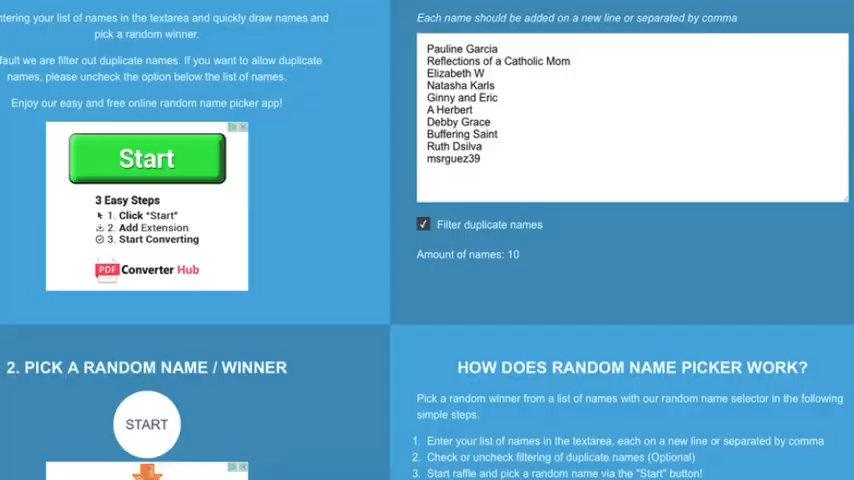 ntering your list of names in the textarea and quickly draw names and
pick a random winner.
fault we are filter out duplicate names. If you want to allow duplicate
names, please uncheck the option below the list of names.
Enjoy our easy and free online random name picker app!
Start
3 Easy Steps
1. Click "Start"
2. Add Extension
3. Start Converting
PDF Converter Hub
Each name should be added on a new line or separated by comma
Pauline Garcia
Reflections of a Catholic Mom
Elizabeth W
Natasha Karls
Ginny and Eric
A Herbert
Debby Grace
Buffering Saint
Ruth Dsilva
msrguez39
Filter duplicate names
Amount of names: 10
2. PICK A RANDOM NAME / WINNER
START
HOW DOES RANDOM NAME PICKER WORK?
Pick a random winner from a list of names with our random name selector in the following
simple steps.
1. Enter your list of names in the textarea, each on a new line or separated by comma
2. Check or uncheck filtering of duplicate names (Optional)
3. Start raffle and pick a random name via the "Start" button!